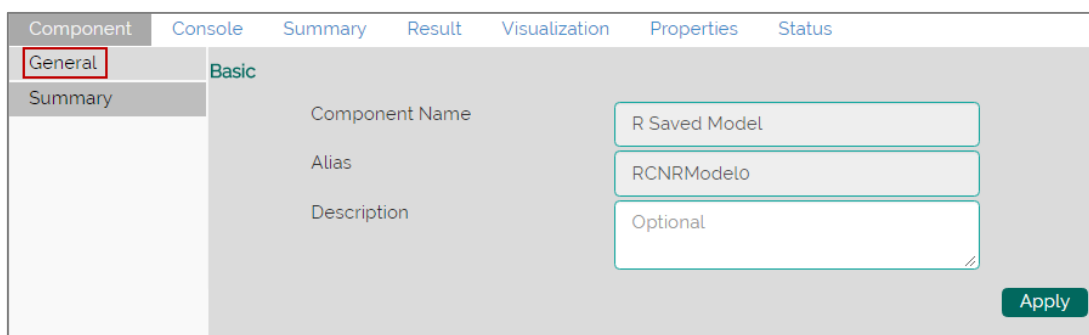 Component Console Summary Result Visualization Properties Status
General
Summary
Basic
Component Name R Saved Model
Alias RCNRModel0
Description Optional
Apply